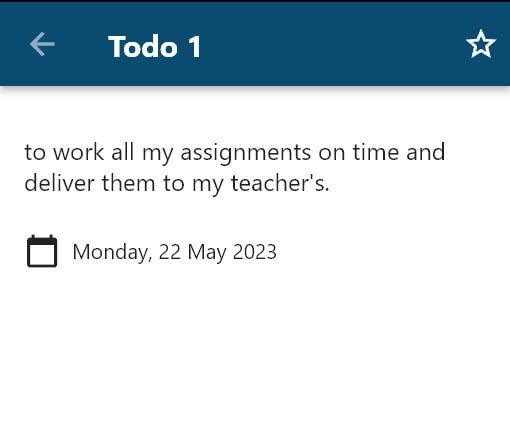 Todo 1
to work all my assignments on time and
deliver them to my teacher's.
Monday, 22 May 2023